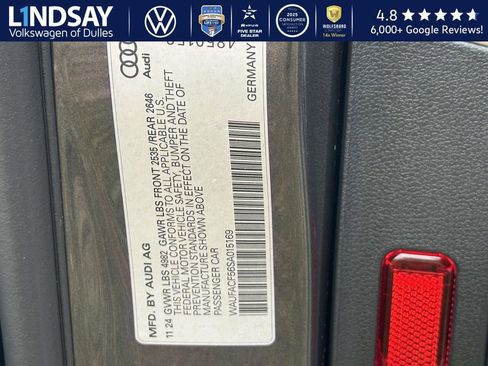 LINDSAY
Volkswagen of Dulles
FIVE STAR DEALER
2025
CONSUMER
WOLFSBURG
14x Winner
4.8
6,000+ Google Reviews!
Audi
GERMANY
MFD. BY AUDI AG
11 24 GVWR LBS 4982 GAWR LBS FRONT 2535 /REAR 2646
THIS VEHICLE CONFORMS TO ALL APPLICABLE U.S.
FEDERAL MOTOR VEHICLE SAFETY, BUMPER AND THEFT
PREVENTION STANDARDS IN EFFECT ON THE DATE OF
MANUFACTURE SHOWN ABOVE
PASSENGER CAR
WAUFACF56SA015169